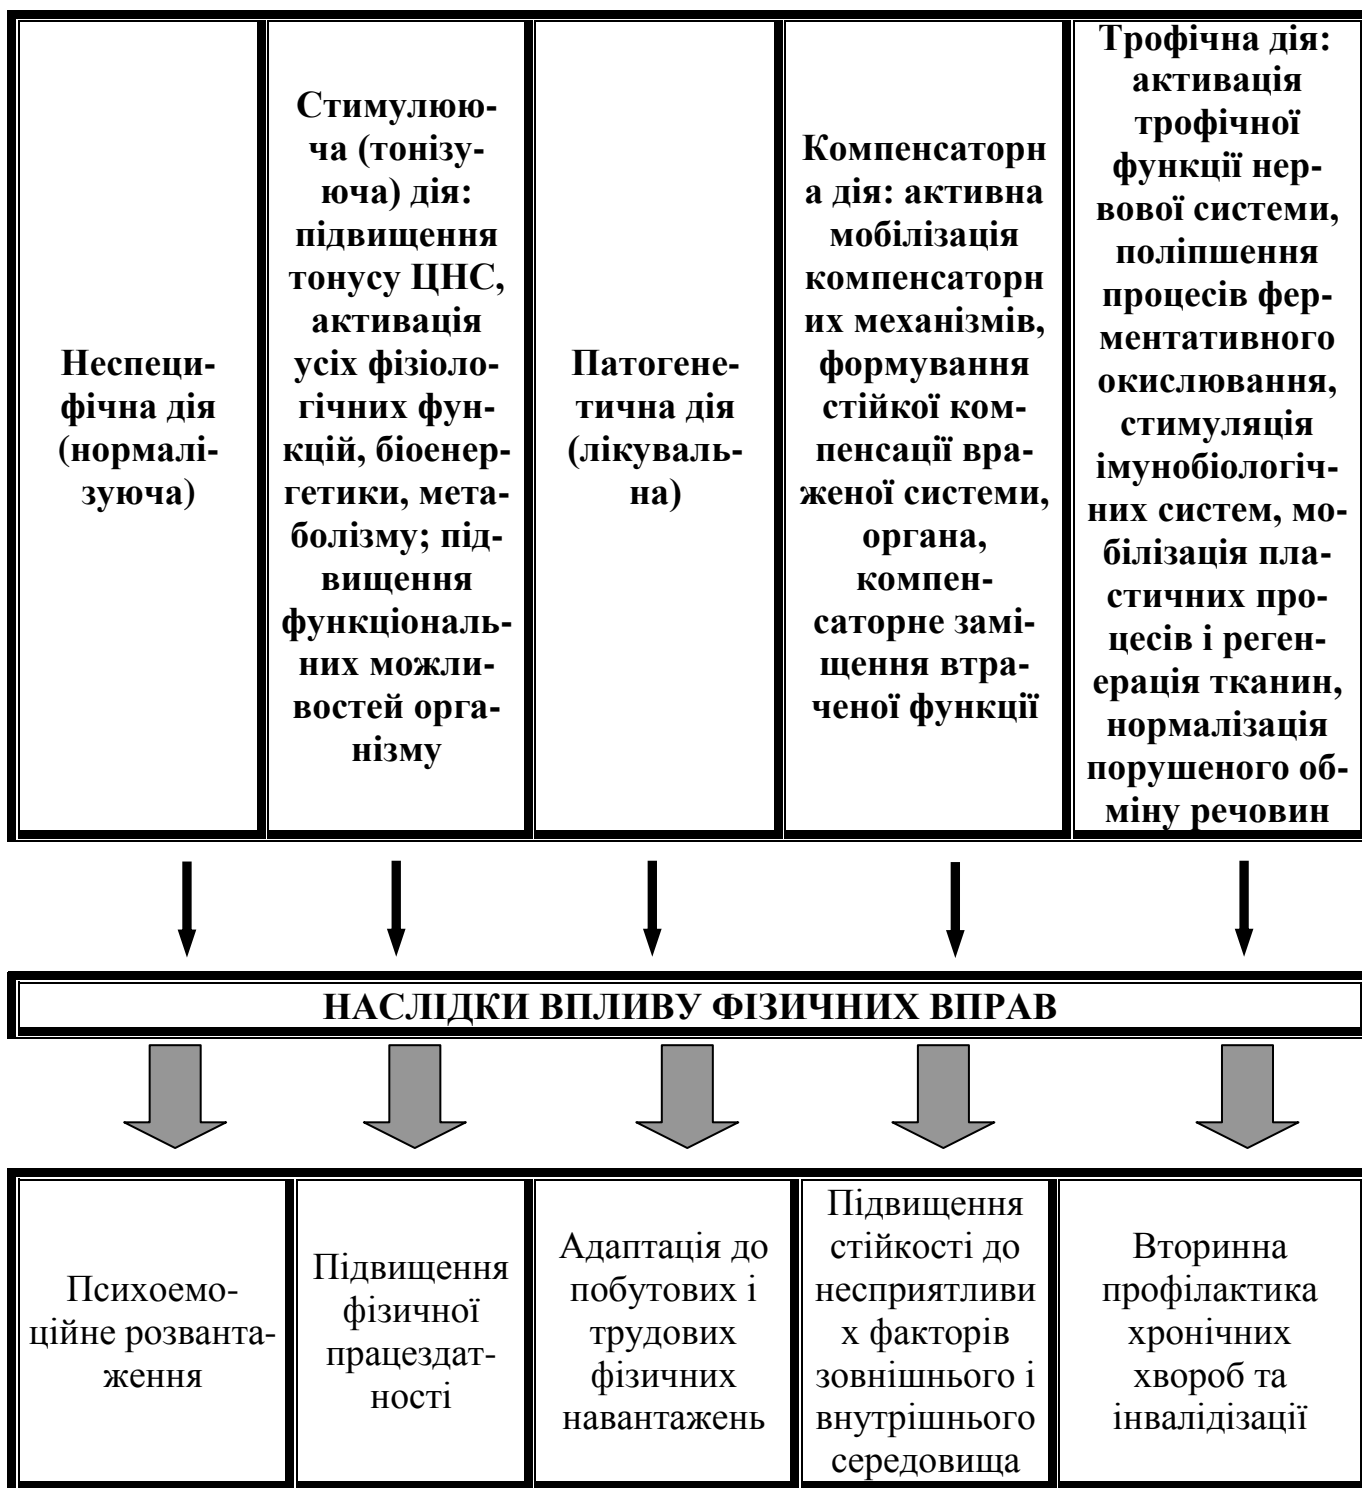 Неспеци-
фічна дія
(нормалі-
зуюча)
Стимулюю-
ча (тонізу-
юча) дія:
підвищення
тонусу ЦНС,
активація
усіх фізіоло-
гічних фун-
кцій, біоенер-
гетики, мета-
болізму; під-
вищення
функціональ-
них можли-
востей орга-
нізму
Патогене-
тична дія
(лікуваль-
на)
Компенсаторн
а дія: активна
мобілізація
компенсаторн
их механізмів,
формування
стійкої ком-
пенсації вра-
женої системи,
органа,
компен-
саторне замі-
щення втра-
ченої функції
Трофічна дія:
активація
трофічної
функції нер-
вової системи,
поліпшення
процесів фер-
ментативного
окислювання,
стимуляція
імунобіологіч-
них систем, мо-
білізація пла-
стичних про-
цесів і реген-
ерація тканин,
нормалізація
порушеного об-
міну речовин
НАСЛІДКИ ВПЛИВУ ФІЗИЧНИХ ВПРАВ
Психоемо-
ційне розванта-
ження
Підвищення
фізичної
працездат-
ності
Адаптація до
побутових і
трудових
фізичних
навантажень
Підвищення
стійкості до
несприятливи
х факторів
зовнішнього і
внутрішнього
середовища
Вторинна
профілактика
хронічних
хвороб та
інвалідізації